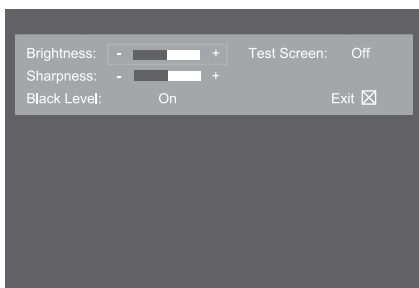 Brightness: - + Test Screen: Off
Sharpness: - +
Black Level: On Exit